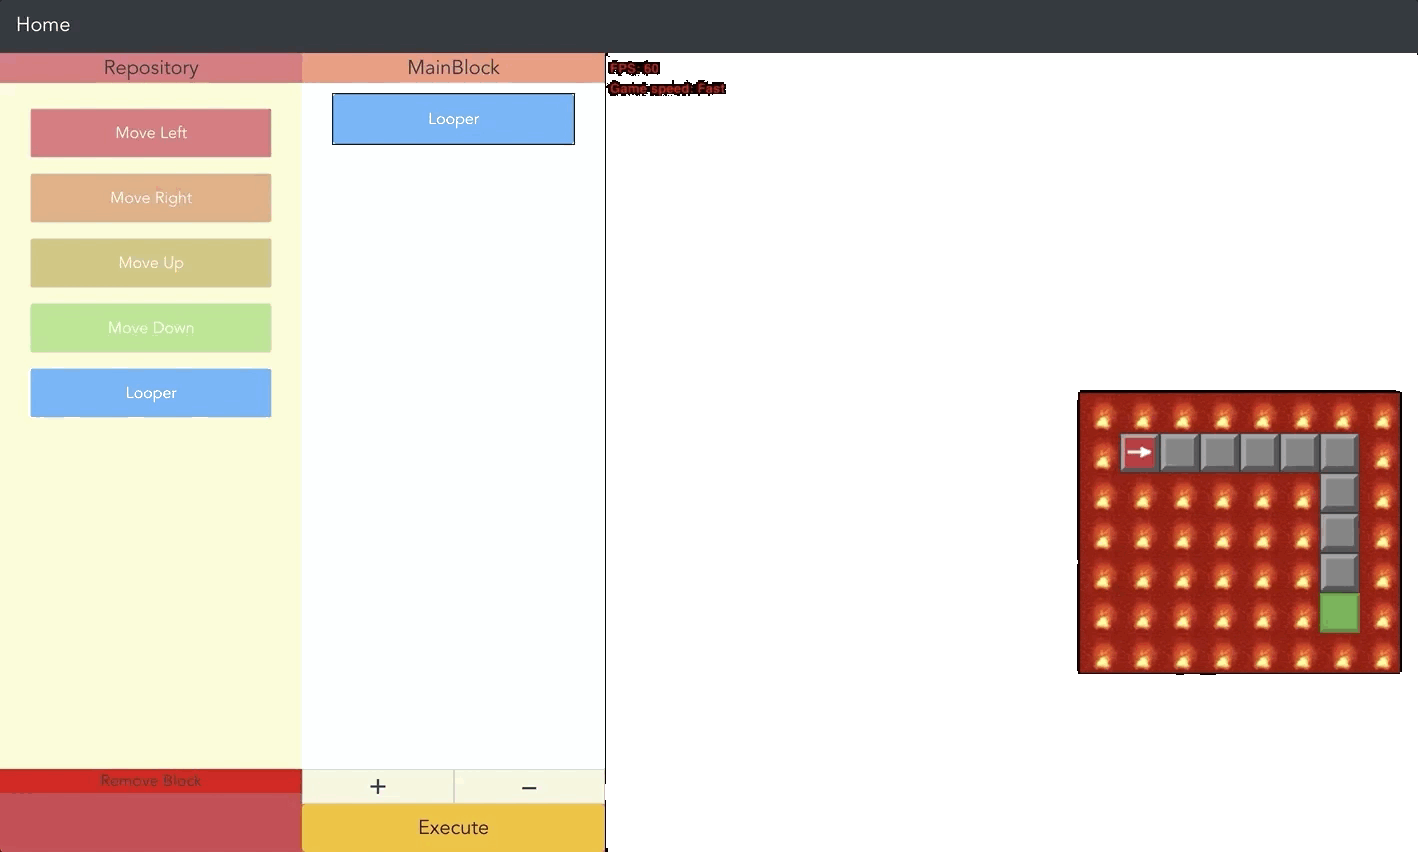 Home
Repository
MainBlock
Move Left
Move Right
Move Up
Move Down
Looper
Looper
FPS: 60
Game speed: Fast
Remove Block
+
−
Execute